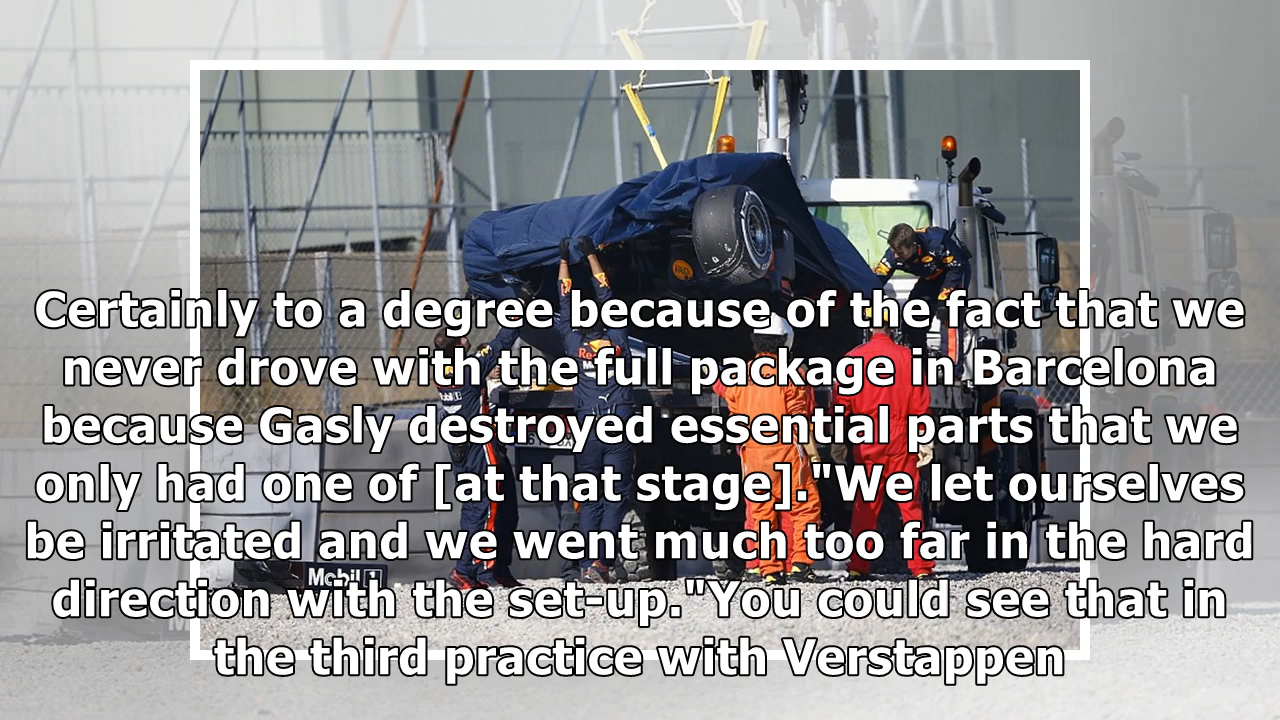 Certainly to a degree because of the fact that we
never drove with the full package in Barcelona
because Gasly destroyed essential parts that we
only had one of [at that stage]."We let ourselves
be irritated and we went much too far in the hard
direction with the set-up."You could see that in
the third practice with Verstappen
Mobil 1